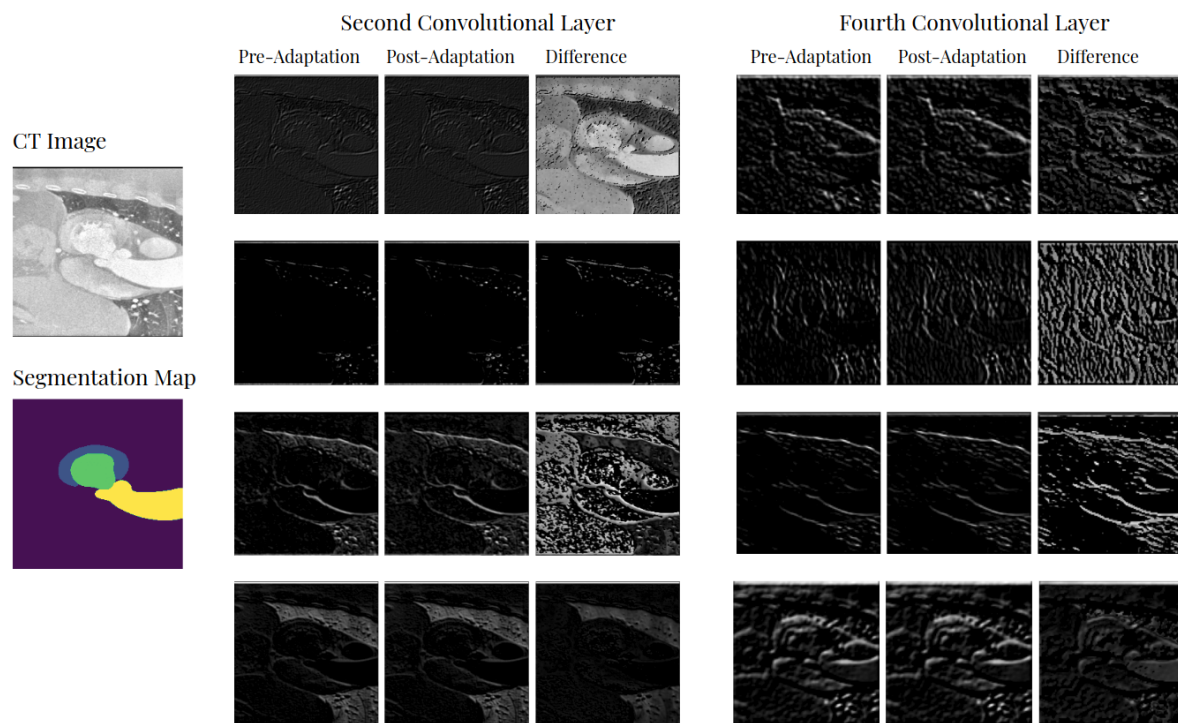 Second Convolutional Layer
Fourth Convolutional Layer
Pre-Adaptation
Post-Adaptation
Difference
Pre-Adaptation
Post-Adaptation
Difference
CT Image
Segmentation Map